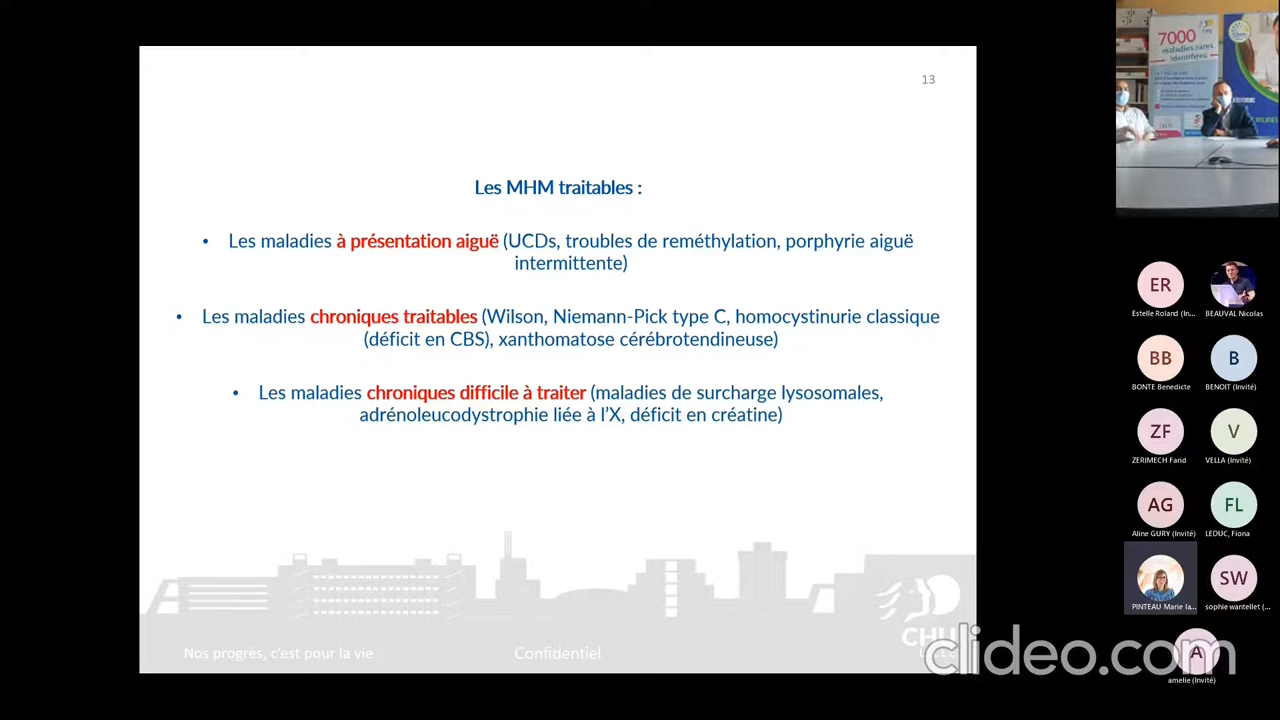 13
Les MHM traitables :
• Les maladies à présentation aiguë (UCDs, troubles de reméthylation, porphyrie aiguë
intermittente)
• Les maladies chroniques traitables (Wilson, Niemann-Pick type C, homocystinurie classique
(déficit en CBS), xanthomatose cérébrotendineuse)
• Les maladies chroniques difficile à traiter (maladies de surcharge lysosomales,
adrénoleucodystrophie liée à l'X, déficit en créatine)
Nos progrès, c'est pour la vie
Confidentiel
CHU
clideo.com
7000
maladies rares
identifiées
ER
Estelle Roland (In...
BEAUVAL Nicolas
BB
BONTE Benedicte
B
BENOIT (Invité)
ZF
ZERIMECH Farid
V
VELLA (Invité)
AG
Aline GURY (Invité)
FL
LEDUC, Fiona
PINTEAU Marie la...
SW
sophie wantellet (...
A
amelie (Invité)